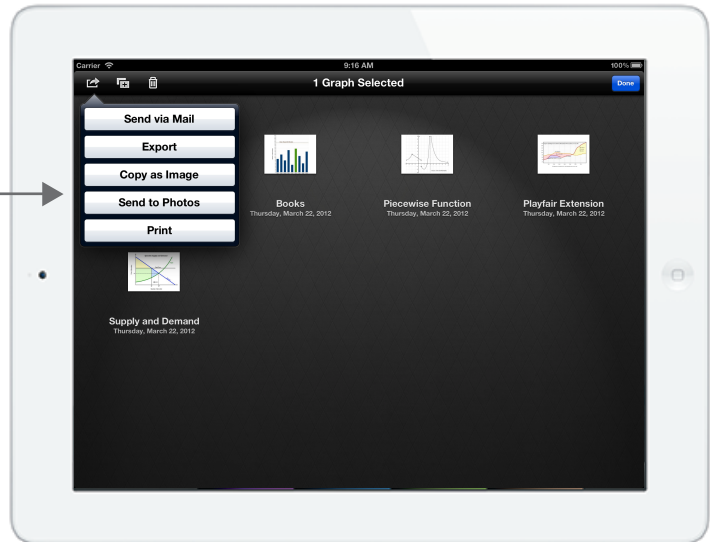 Carrier
9:16 AM
100%
1 Graph Selected
Done
Send via Mail
Export
Copy as Image
Send to Photos
Print
Books
Thursday, March 22, 2012
Piecewise Function
Thursday, March 22, 2012
Playfair Extension
Thursday, March 22, 2012
Supply and Demand
Thursday, March 22, 2012